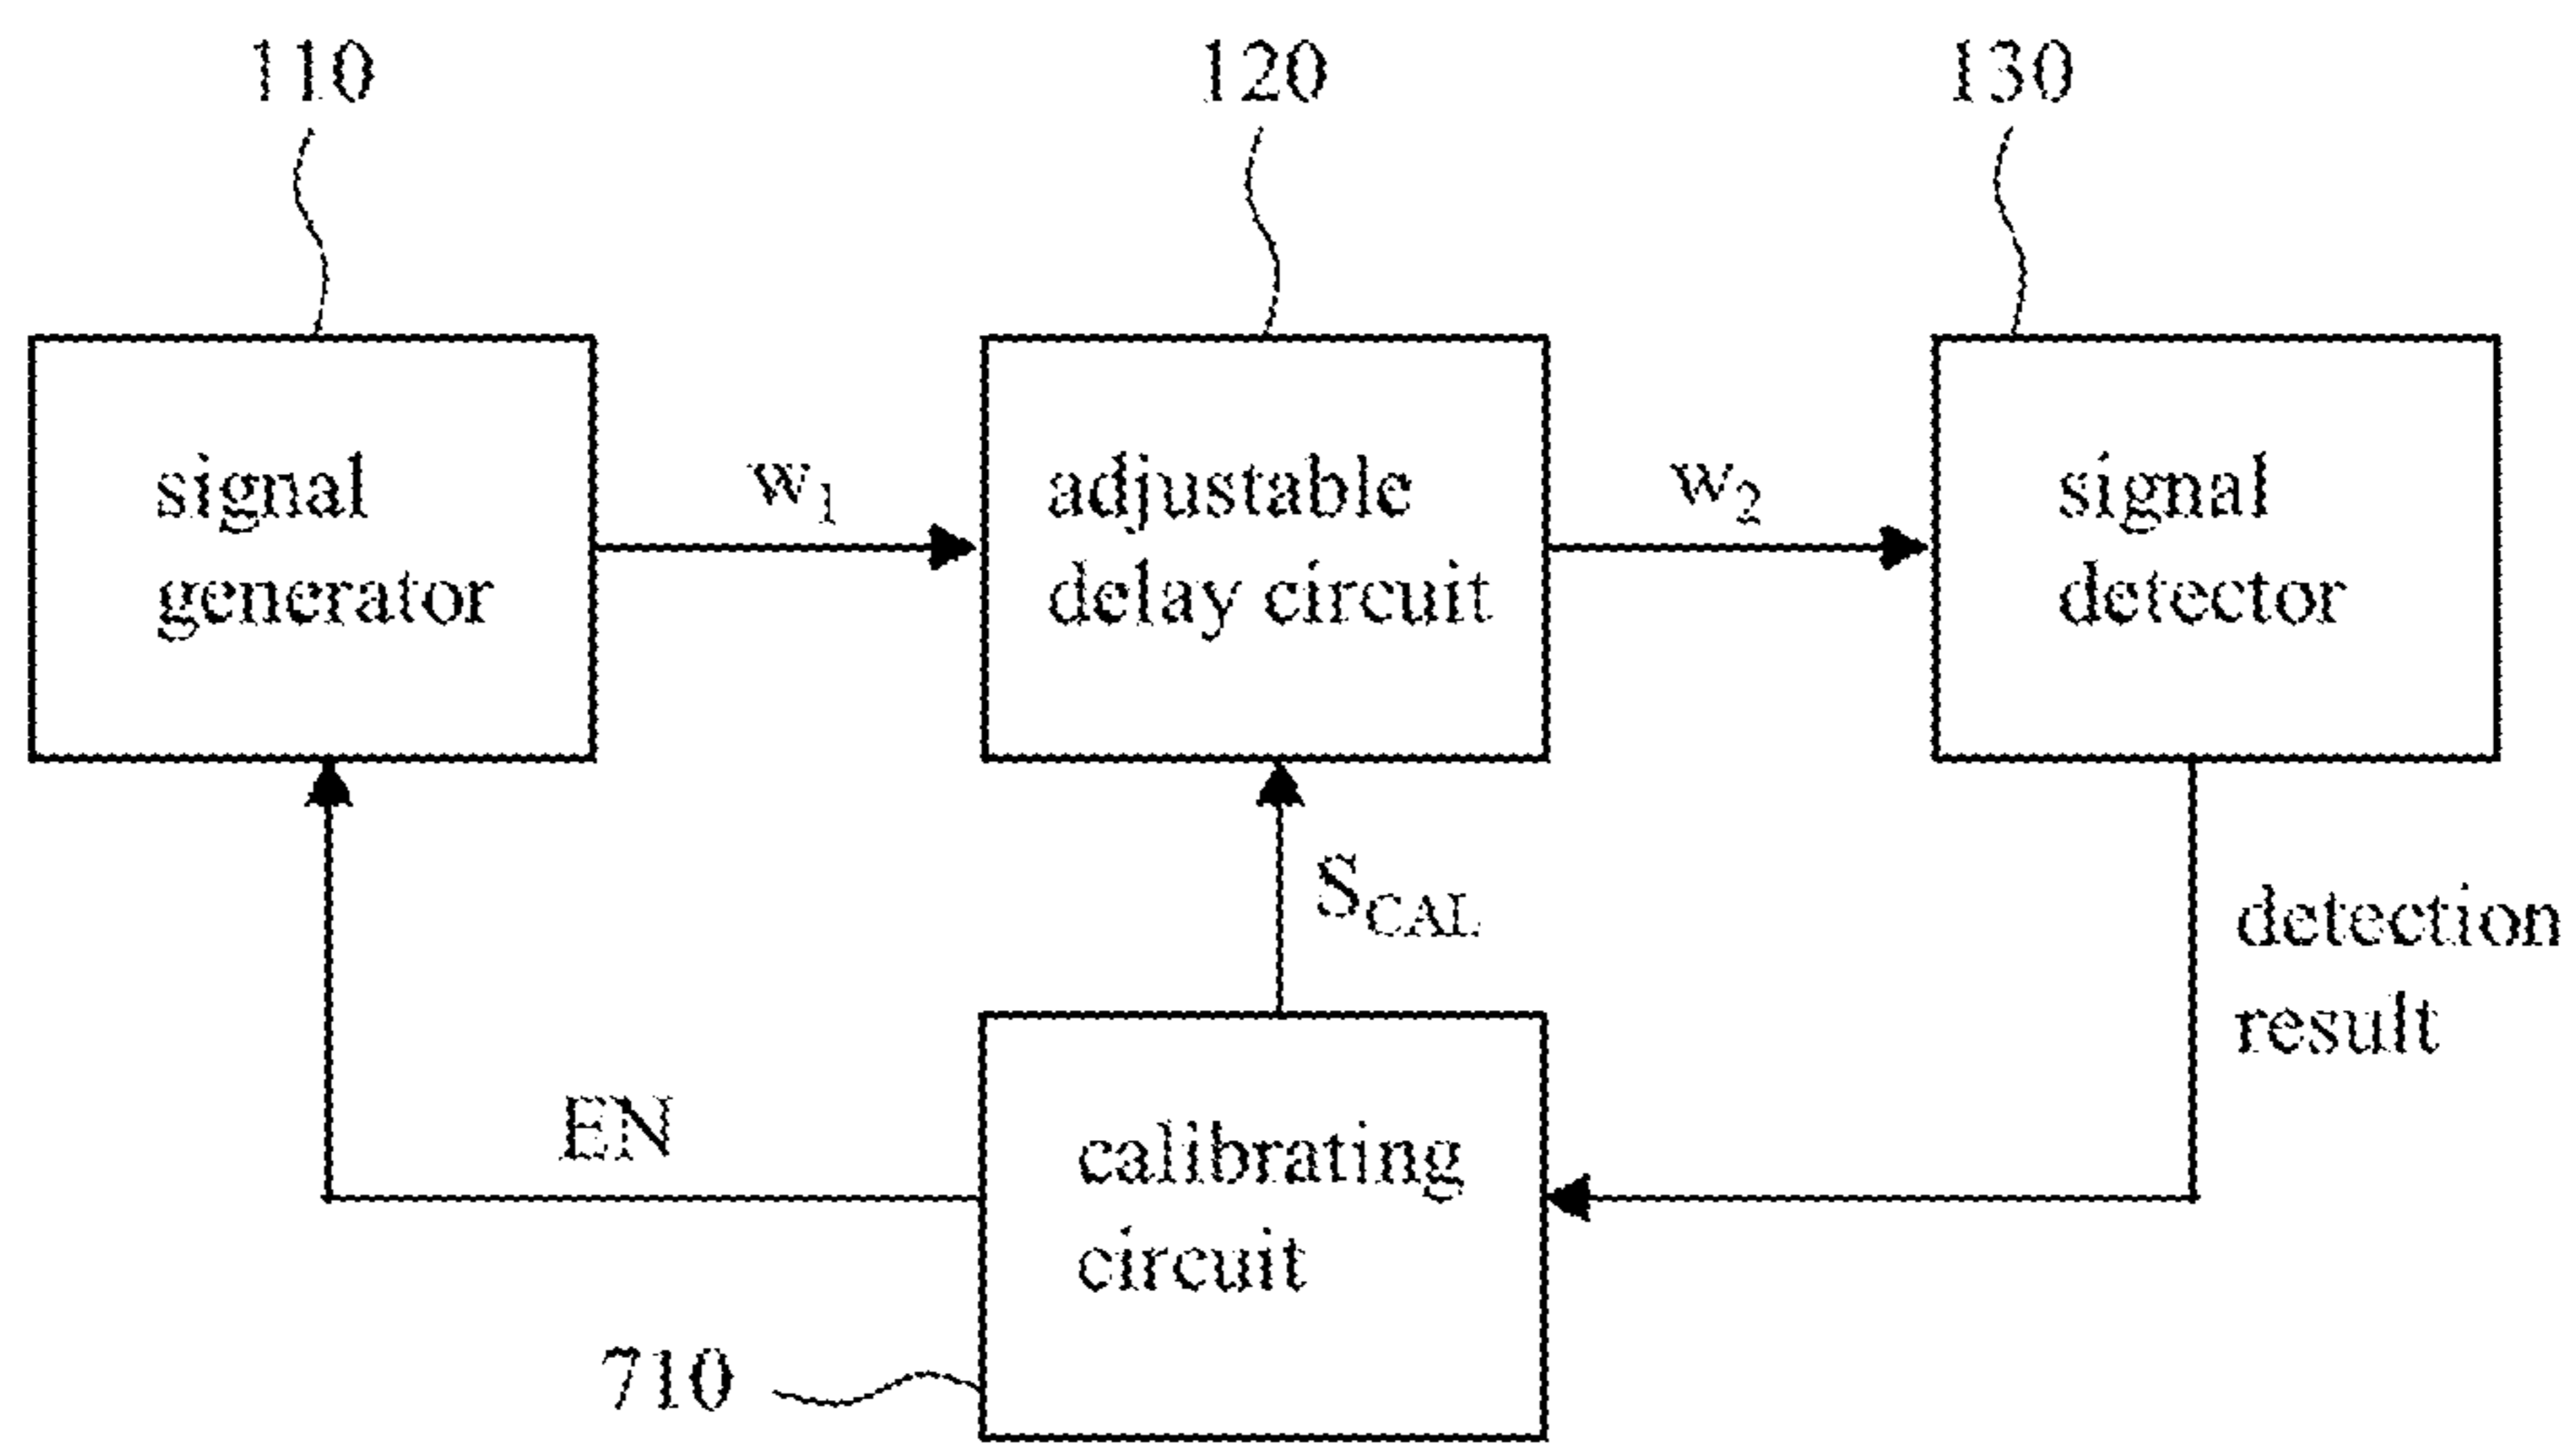 110
120
130
signal
generator
w1
adjustable
delay circuit
w2
signal
detector
SCAL
detection
result
EN
calibrating
circuit
710